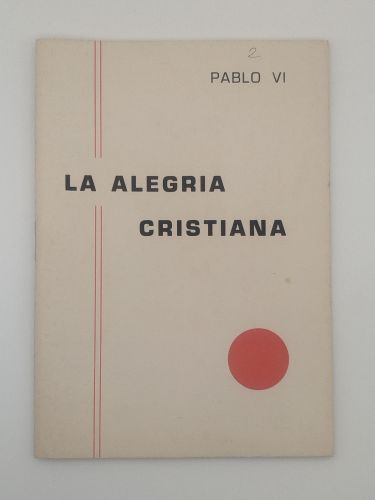 2
PABLO VI
LA ALEGRIA
CRISTIANA